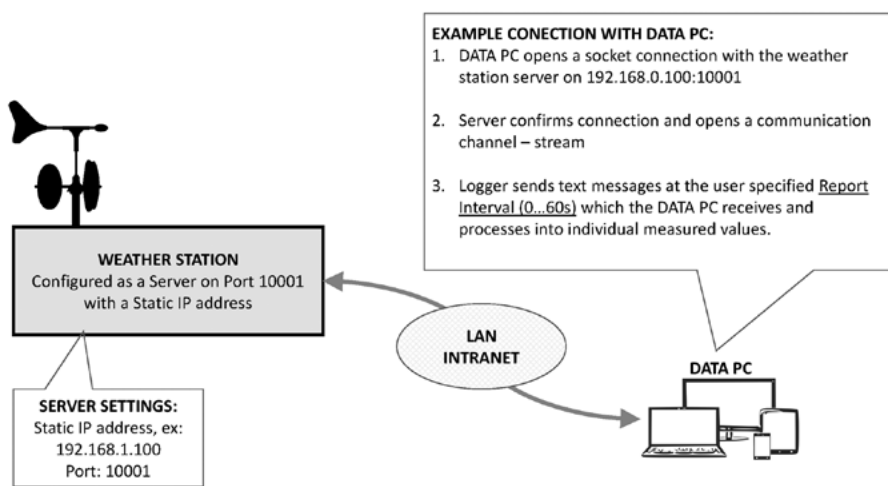 EXAMPLE CONECTION WITH DATA PC:
1. DATA PC opens a socket connection with the weather
station server on 192.168.0.100:10001
2. Server confirms connection and opens a communication
channel – stream
3. Logger sends text messages at the user specified Report
Interval (0...60s) which the DATA PC receives and
processes into individual measured values.
WEATHER STATION
Configured as a Server on Port 10001
with a Static IP address
LAN
INTRANET
DATA PC
SERVER SETTINGS:
Static IP address, ex:
192.168.1.100
Port: 10001